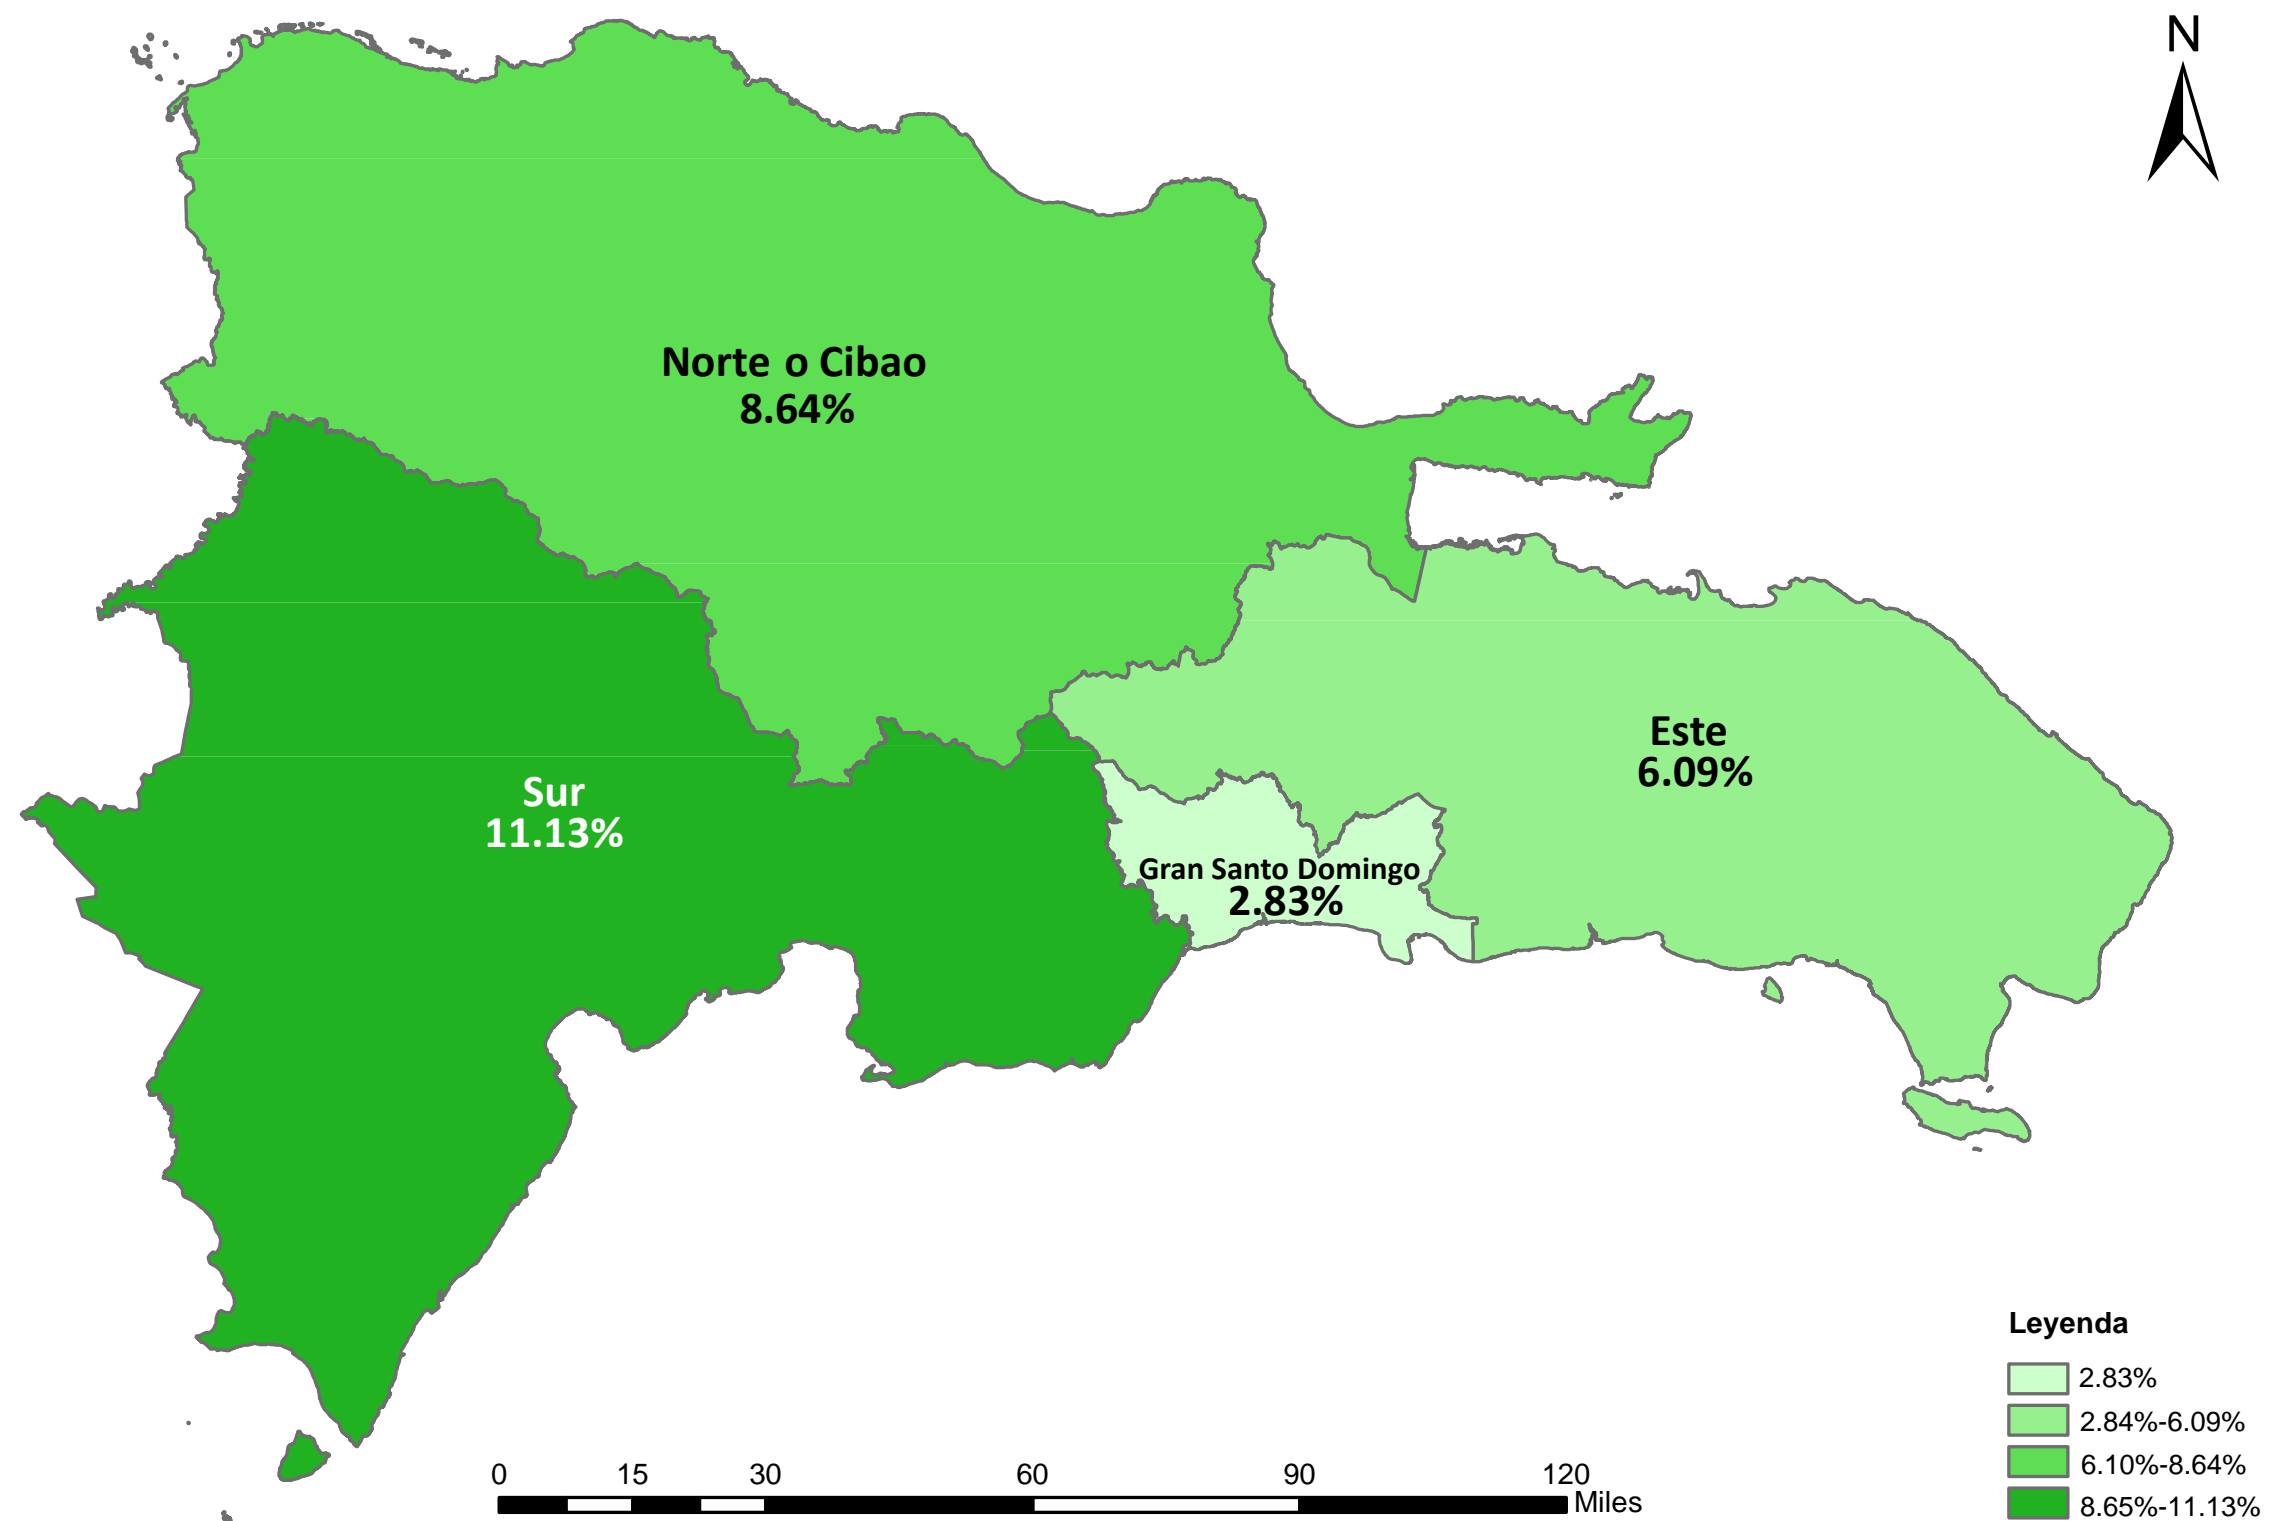 N
Norte o Cibao
8.64%
Este
6.09%
Sur
11.13%
Gran Santo Domingo
2.83%
Leyenda
2.83%
2.84%-6.09%
6.10%-8.64%
8.65%-11.13%
0 15 30 60 90 120
Miles